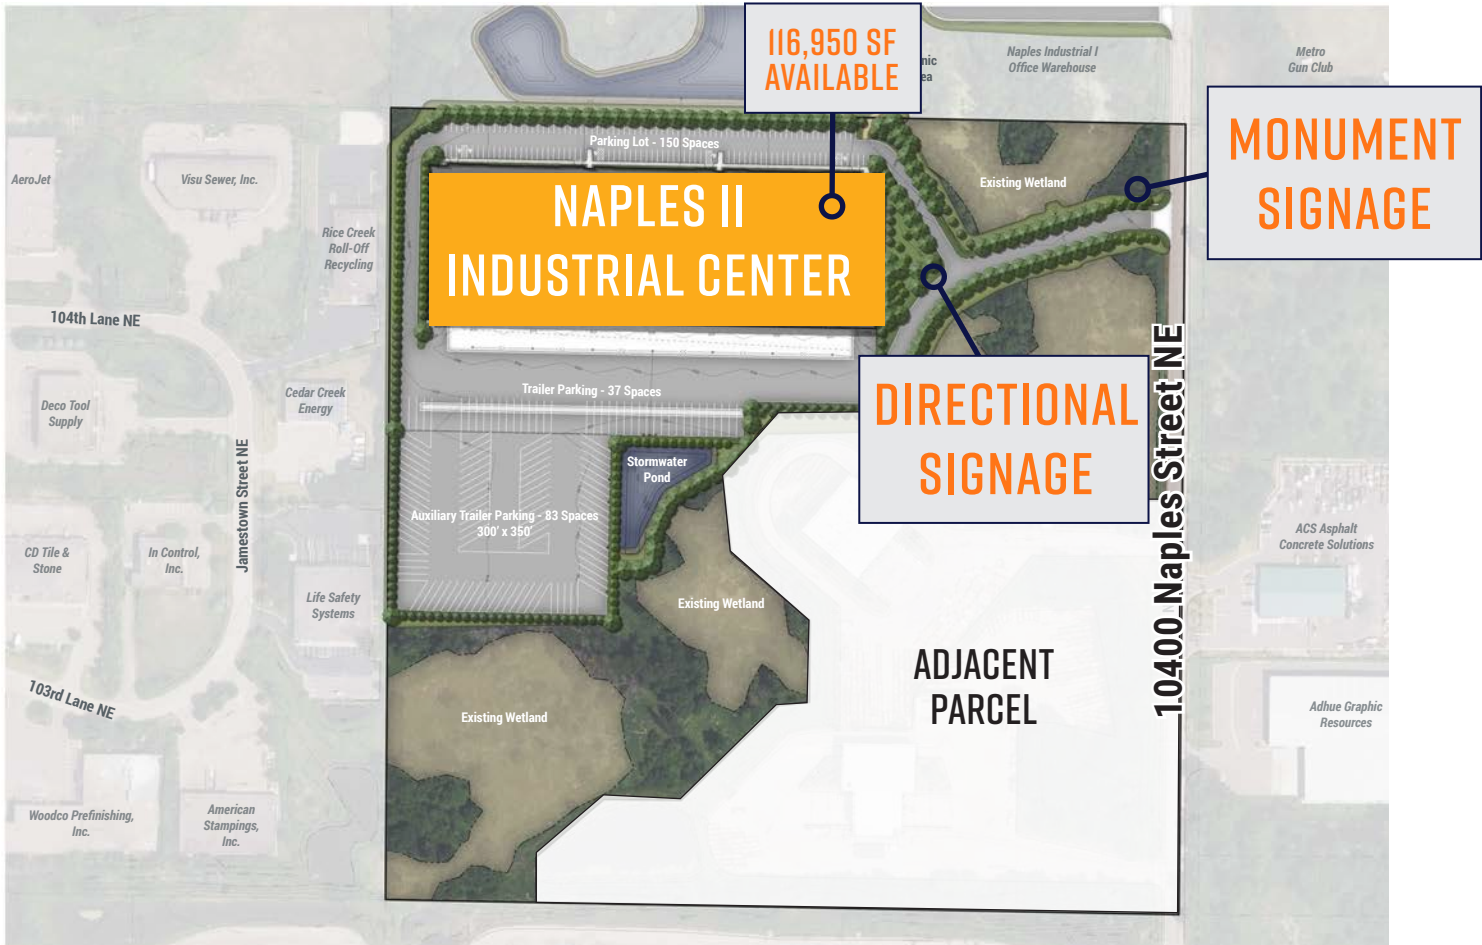 116,950 SF
AVAILABLE
nic
ea
Naples Industrial I
Office Warehouse
Metro
Gun Club
MONUMENT
SIGNAGE
Parking Lot - 150 Spaces
AeroJet
Visu Sewer, Inc.
Existing Wetland
NAPLES II
INDUSTRIAL CENTER
Rice Creek
Roll-Off
Recycling
104th Lane NE
Trailer Parking - 37 Spaces
Cedar Creek
Energy
Deco Tool
Supply
DIRECTIONAL
SIGNAGE
10400 Naples Street NE
Jamestown Street NE
Stormwater
Pond
Auxiliary Trailer Parking - 83 Spaces
300' x 350'
ACS Asphalt
Concrete Solutions
CD Tile &
Stone
In Control,
Inc.
Life Safety
Systems
Existing Wetland
ADJACENT
PARCEL
103rd Lane NE
Existing Wetland
Adhue Graphic
Resources
Woodco Prefinishing,
Inc.
American
Stampings,
Inc.